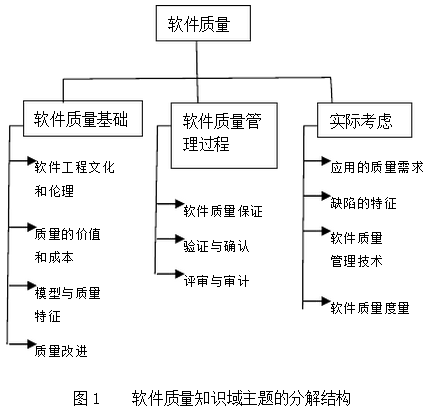 软件质量
软件质量基础
软件工程文化
和伦理
质量的价值
和成本
模型与质量
特征
质量改进
软件质量管
理过程
软件质量保证
验证与确认
评审与审计
实际考虑
应用的质量需求
缺陷的特征
软件质量
管理技术
软件质量度量
图1 软件质量知识域主题的分解结构